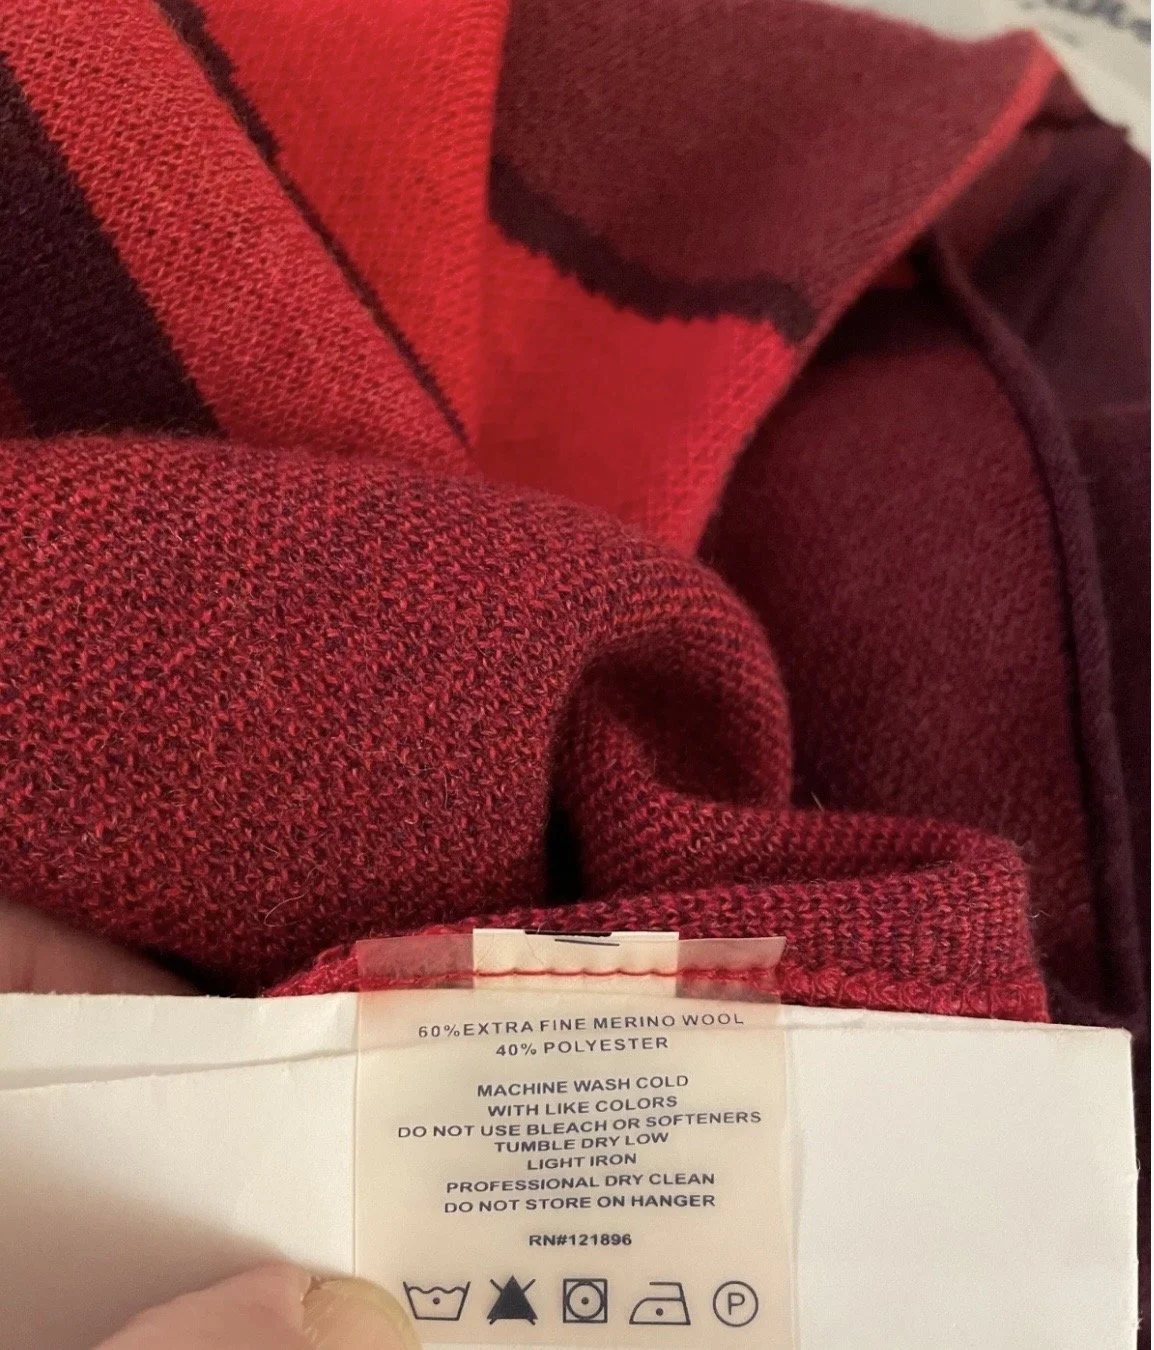 60%EXTRA FINE MERINO WOOL
40% POLYESTER
MACHINE WASH COLD
WITH LIKE COLORS
DO NOT USE BLEACH OR SOFTENERS
TUMBLE DRY LOW
LIGHT IRON
PROFESSIONAL DRY CLEAN
DO NOT STORE ON HANGER
RN#121896
P